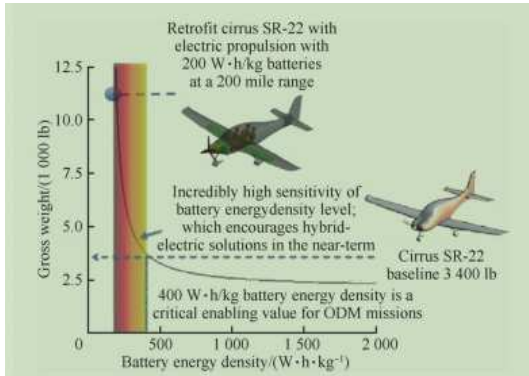 Retrofit cirrus SR-22 with
electric propulsion with
200 W·h/kg batteries
at a 200 mile range
12.5
10.0
7.5
5.0
2.5
Gross weight/(1 000 lb)
Incredibly high sensitivity of
battery energydensity level;
which encourages hybrid-
electric solutions in the near-term
Cirrus SR-22
baseline 3 400 lb
400 W·h/kg battery energy density is a
critical enabling value for ODM missions
0
500
1 000
1 500
2 000
Battery energy density/(W·h·kg⁻¹)